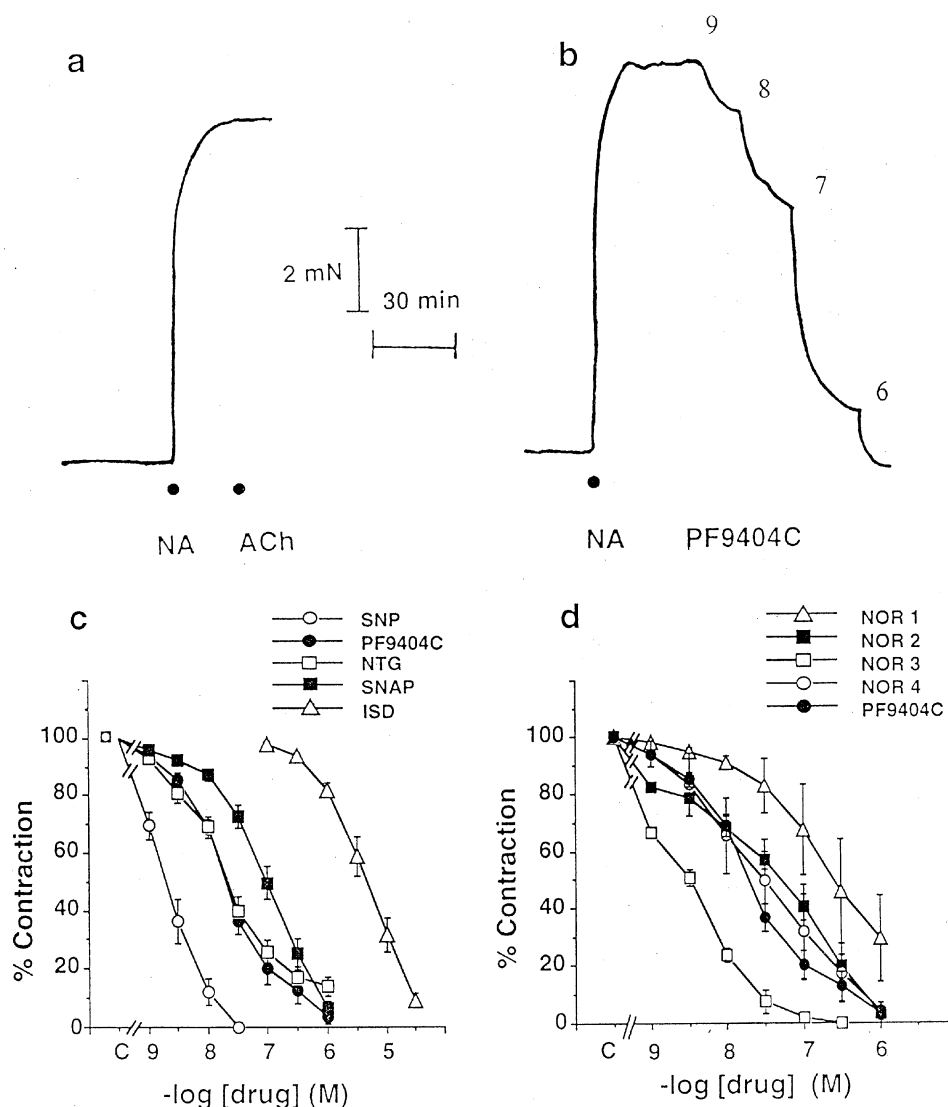 a
2 mN
30 min
NA ACh
b
9
8
7
6
NA PF9404C
c
SNP
PF9404C
NTG
SNAP
ISD
% Contraction
100
80
60
40
20
0
C 9 8 7 6 5
-log [drug] (M)
d
NOR 1
NOR 2
NOR 3
NOR 4
PF9404C
% Contraction
100
80
60
40
20
0
C 9 8 7 6
-log [drug] (M)